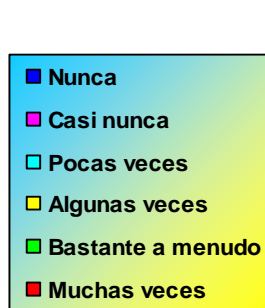 Nunca
Casi nunca
Pocas veces
Algunas veces
Bastante a menudo
Muchas veces